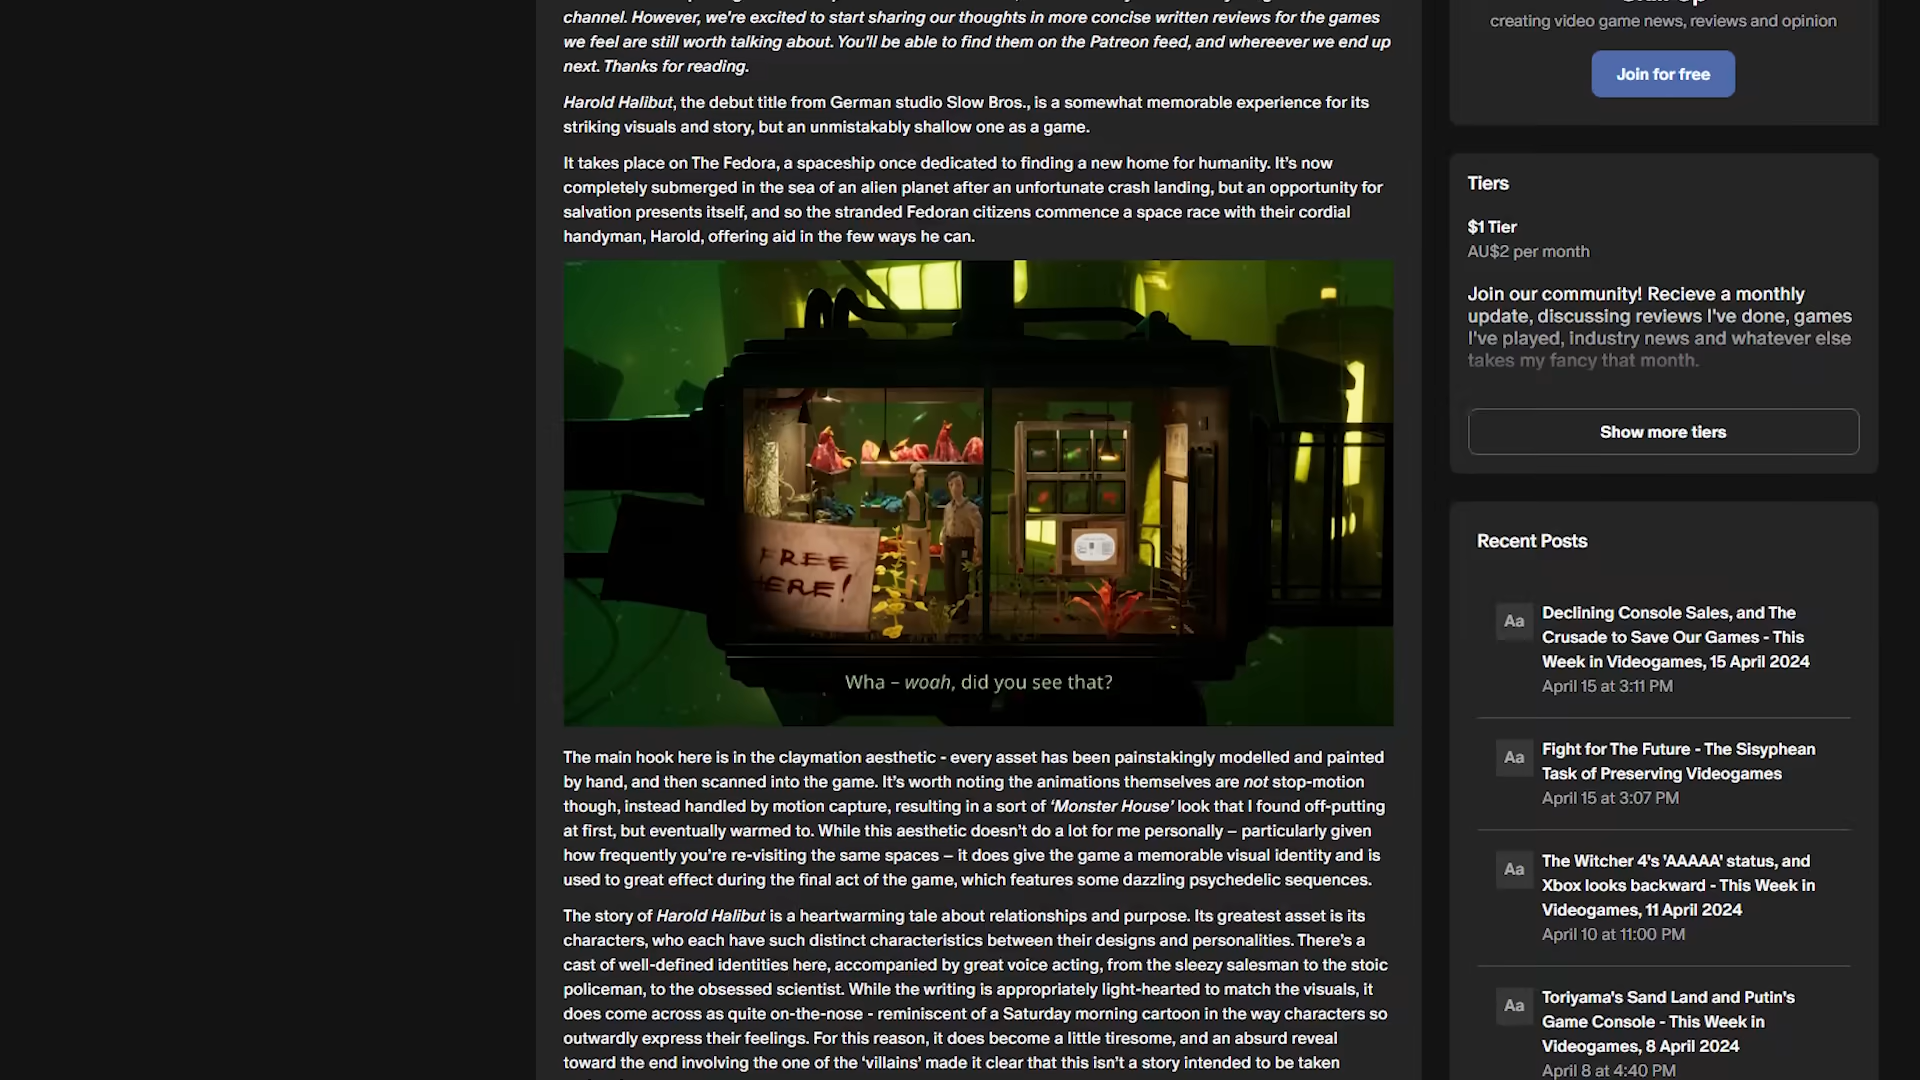 channel. However, we're excited to start sharing our thoughts in more concise written reviews for the games
we feel are still worth talking about. You'll be able to find them on the Patreon feed, and whereever we end up
next. Thanks for reading.
Harold Halibut, the debut title from German studio Slow Bros., is a somewhat memorable experience for its
striking visuals and story, but an unmistakably shallow one as a game.
It takes place on The Fedora, a spaceship once dedicated to finding a new home for humanity. It's now
completely submerged in the sea of an alien planet after an unfortunate crash landing, but an opportunity for
salvation presents itself, and so the stranded Fedoran citizens commence a space race with their cordial
handyman, Harold, offering aid in the few ways he can.
FREE
HERE!
Wha – woah, did you see that?
The main hook here is in the claymation aesthetic - every asset has been painstakingly modelled and painted
by hand, and then scanned into the game. It's worth noting the animations themselves are not stop-motion
though, instead handled by motion capture, resulting in a sort of 'Monster House' look that I found off-putting
at first, but eventually warmed to. While this aesthetic doesn't do a lot for me personally – particularly given
how frequently you're re-visiting the same spaces – it does give the game a memorable visual identity and is
used to great effect during the final act of the game, which features some dazzling psychedelic sequences.
The story of Harold Halibut is a heartwarming tale about relationships and purpose. Its greatest asset is its
characters, who each have such distinct characteristics between their designs and personalities. There's a
cast of well-defined identities here, accompanied by great voice acting, from the sleezy salesman to the stoic
policeman, to the obsessed scientist. While the writing is appropriately light-hearted to match the visuals, it
does come across as quite on-the-nose - reminiscent of a Saturday morning cartoon in the way characters so
outwardly express their feelings. For this reason, it does become a little tiresome, and an absurd reveal
toward the end involving the one of the 'villains' made it clear that this isn't a story intended to be taken
creating video game news, reviews and opinion
Join for free
Tiers
$1 Tier
AU$2 per month
Join our community! Recieve a monthly
update, discussing reviews I've done, games
I've played, industry news and whatever else
takes my fancy that month.
Show more tiers
Recent Posts
Aa
Declining Console Sales, and The
Crusade to Save Our Games - This
Week in Videogames, 15 April 2024
April 15 at 3:11 PM
Aa
Fight for The Future - The Sisyphean
Task of Preserving Videogames
April 15 at 3:07 PM
Aa
The Witcher 4's 'AAAAA' status, and
Xbox looks backward - This Week in
Videogames, 11 April 2024
April 10 at 11:00 PM
Aa
Toriyama's Sand Land and Putin's
Game Console - This Week in
Videogames, 8 April 2024
April 8 at 4:40 PM